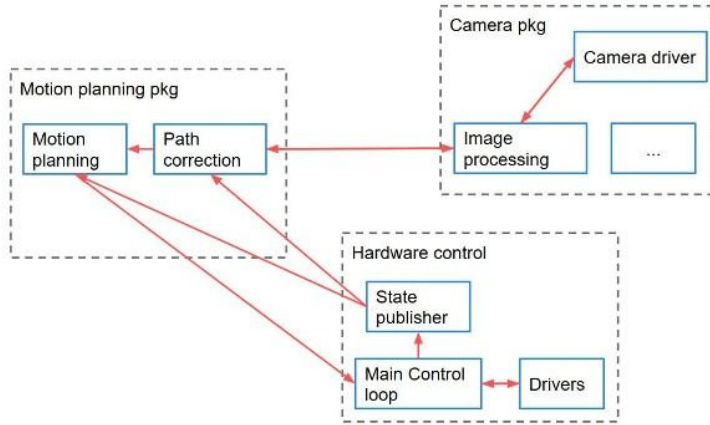 Camera pkg
Camera driver
Motion planning pkg
Motion
planning
Path
correction
Image
processing
...
Hardware control
State
publisher
Main Control
loop
Drivers